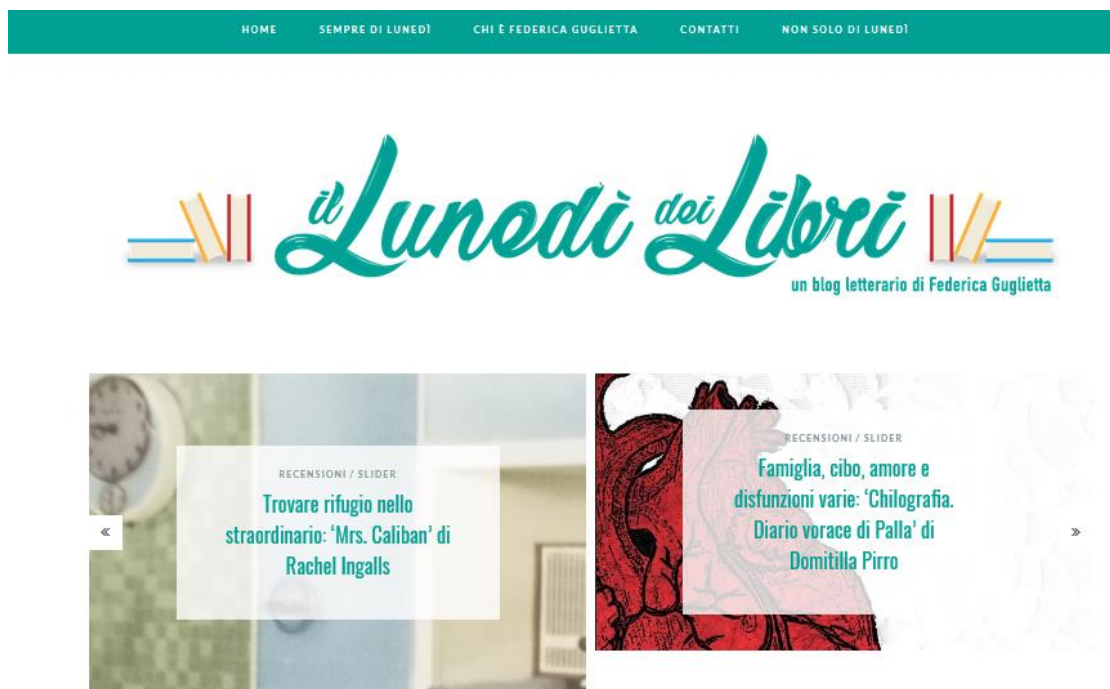 HOME SEMPRE DI LUNEDÌ CHI È FEDERICA GUGLIETTA CONTATTI NON SOLO DI LUNEDÌ
il Lunedì dei Libri
un blog letterario di Federica Guglietta
RECENSIONI / SLIDER
Trovare rifugio nello
straordinario: ‘Mrs. Caliban’ di
Rachel Ingalls
RECENSIONI / SLIDER
Famiglia, cibo, amore e
disfunzioni varie: ‘Chilografia.
Diario vorace di Palla’ di
Domitilla Pirro